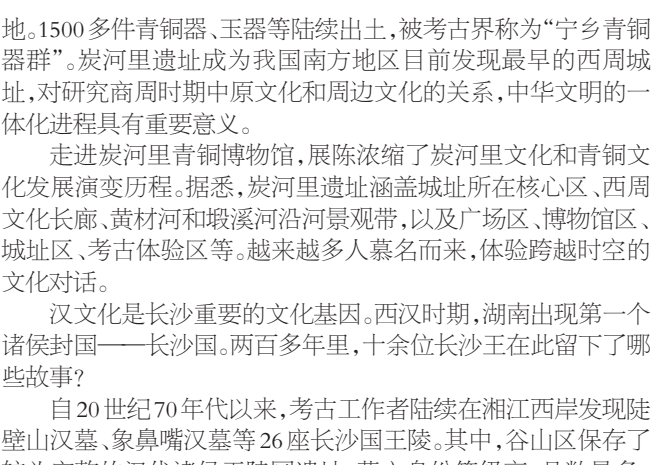 地。1500多件青铜器、玉器等陆续出土,被考古界称为“宁乡青铜
器群”。炭河里遗址成为我国南方地区目前发现最早的西周城
址,对研究商周时期中原文化和周边文化的关系,中华文明的一
体化进程具有重要意义。
走进炭河里青铜博物馆,展陈浓缩了炭河里文化和青铜文
化发展演变历程。据悉,炭河里遗址涵盖城址所在核心区、西周
文化长廊、黄材河和塅溪河沿河景观带,以及广场区、博物馆区、
城址区、考古体验区等。越来越多人慕名而来,体验跨越时空的
文化对话。
汉文化是长沙重要的文化基因。西汉时期,湖南出现第一个
诸侯封国——长沙国。两百多年里,十余位长沙王在此留下了哪
些故事?
自20世纪70年代以来,考古工作者陆续在湘江西岸发现陡
壁山汉墓、象鼻嘴汉墓等26座长沙国王陵。其中,谷山区保存了